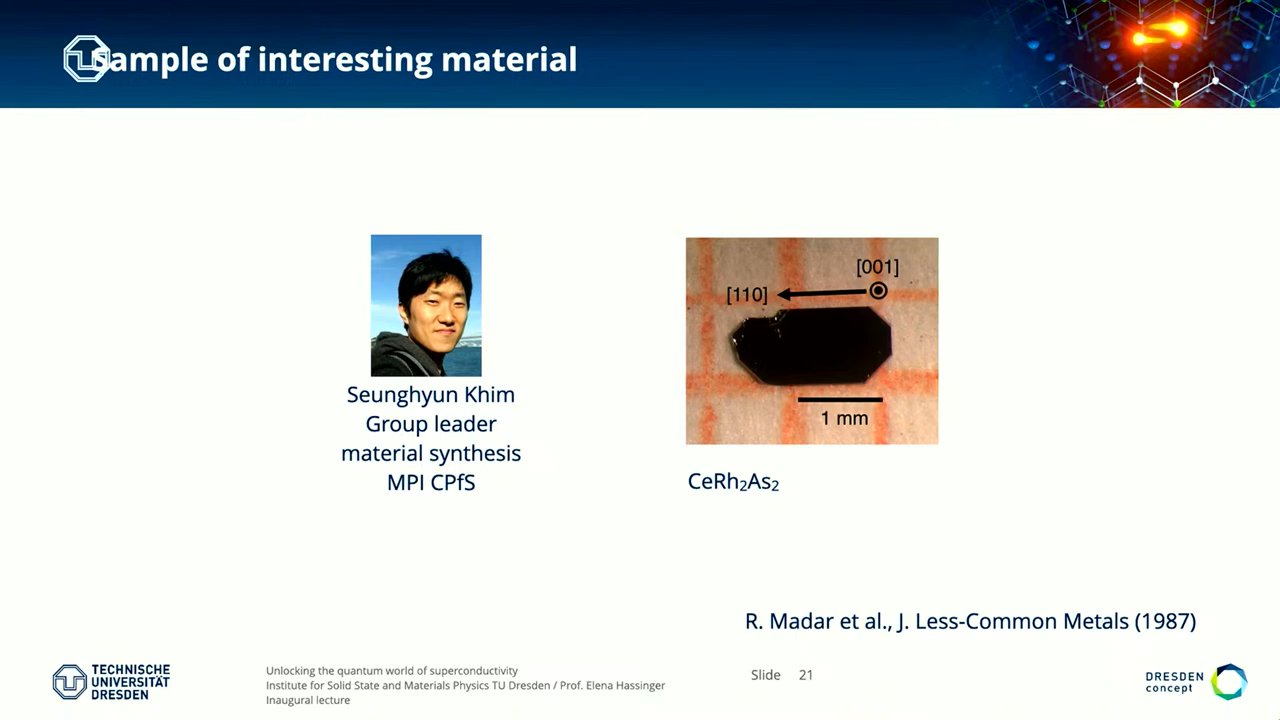 sample of interesting material
[001]
[110]
1 mm
Seunghyun Khim
Group leader
material synthesis
MPI CPfS
CeRh₂As₂
R. Madar et al., J. Less-Common Metals (1987)
TECHNISCHE
UNIVERSITÄT
DRESDEN
Unlocking the quantum world of superconductivity
Institute for Solid State and Materials Physics TU Dresden / Prof. Elena Hassinger
Inaugural lecture
Slide 21
DRESDEN
concept